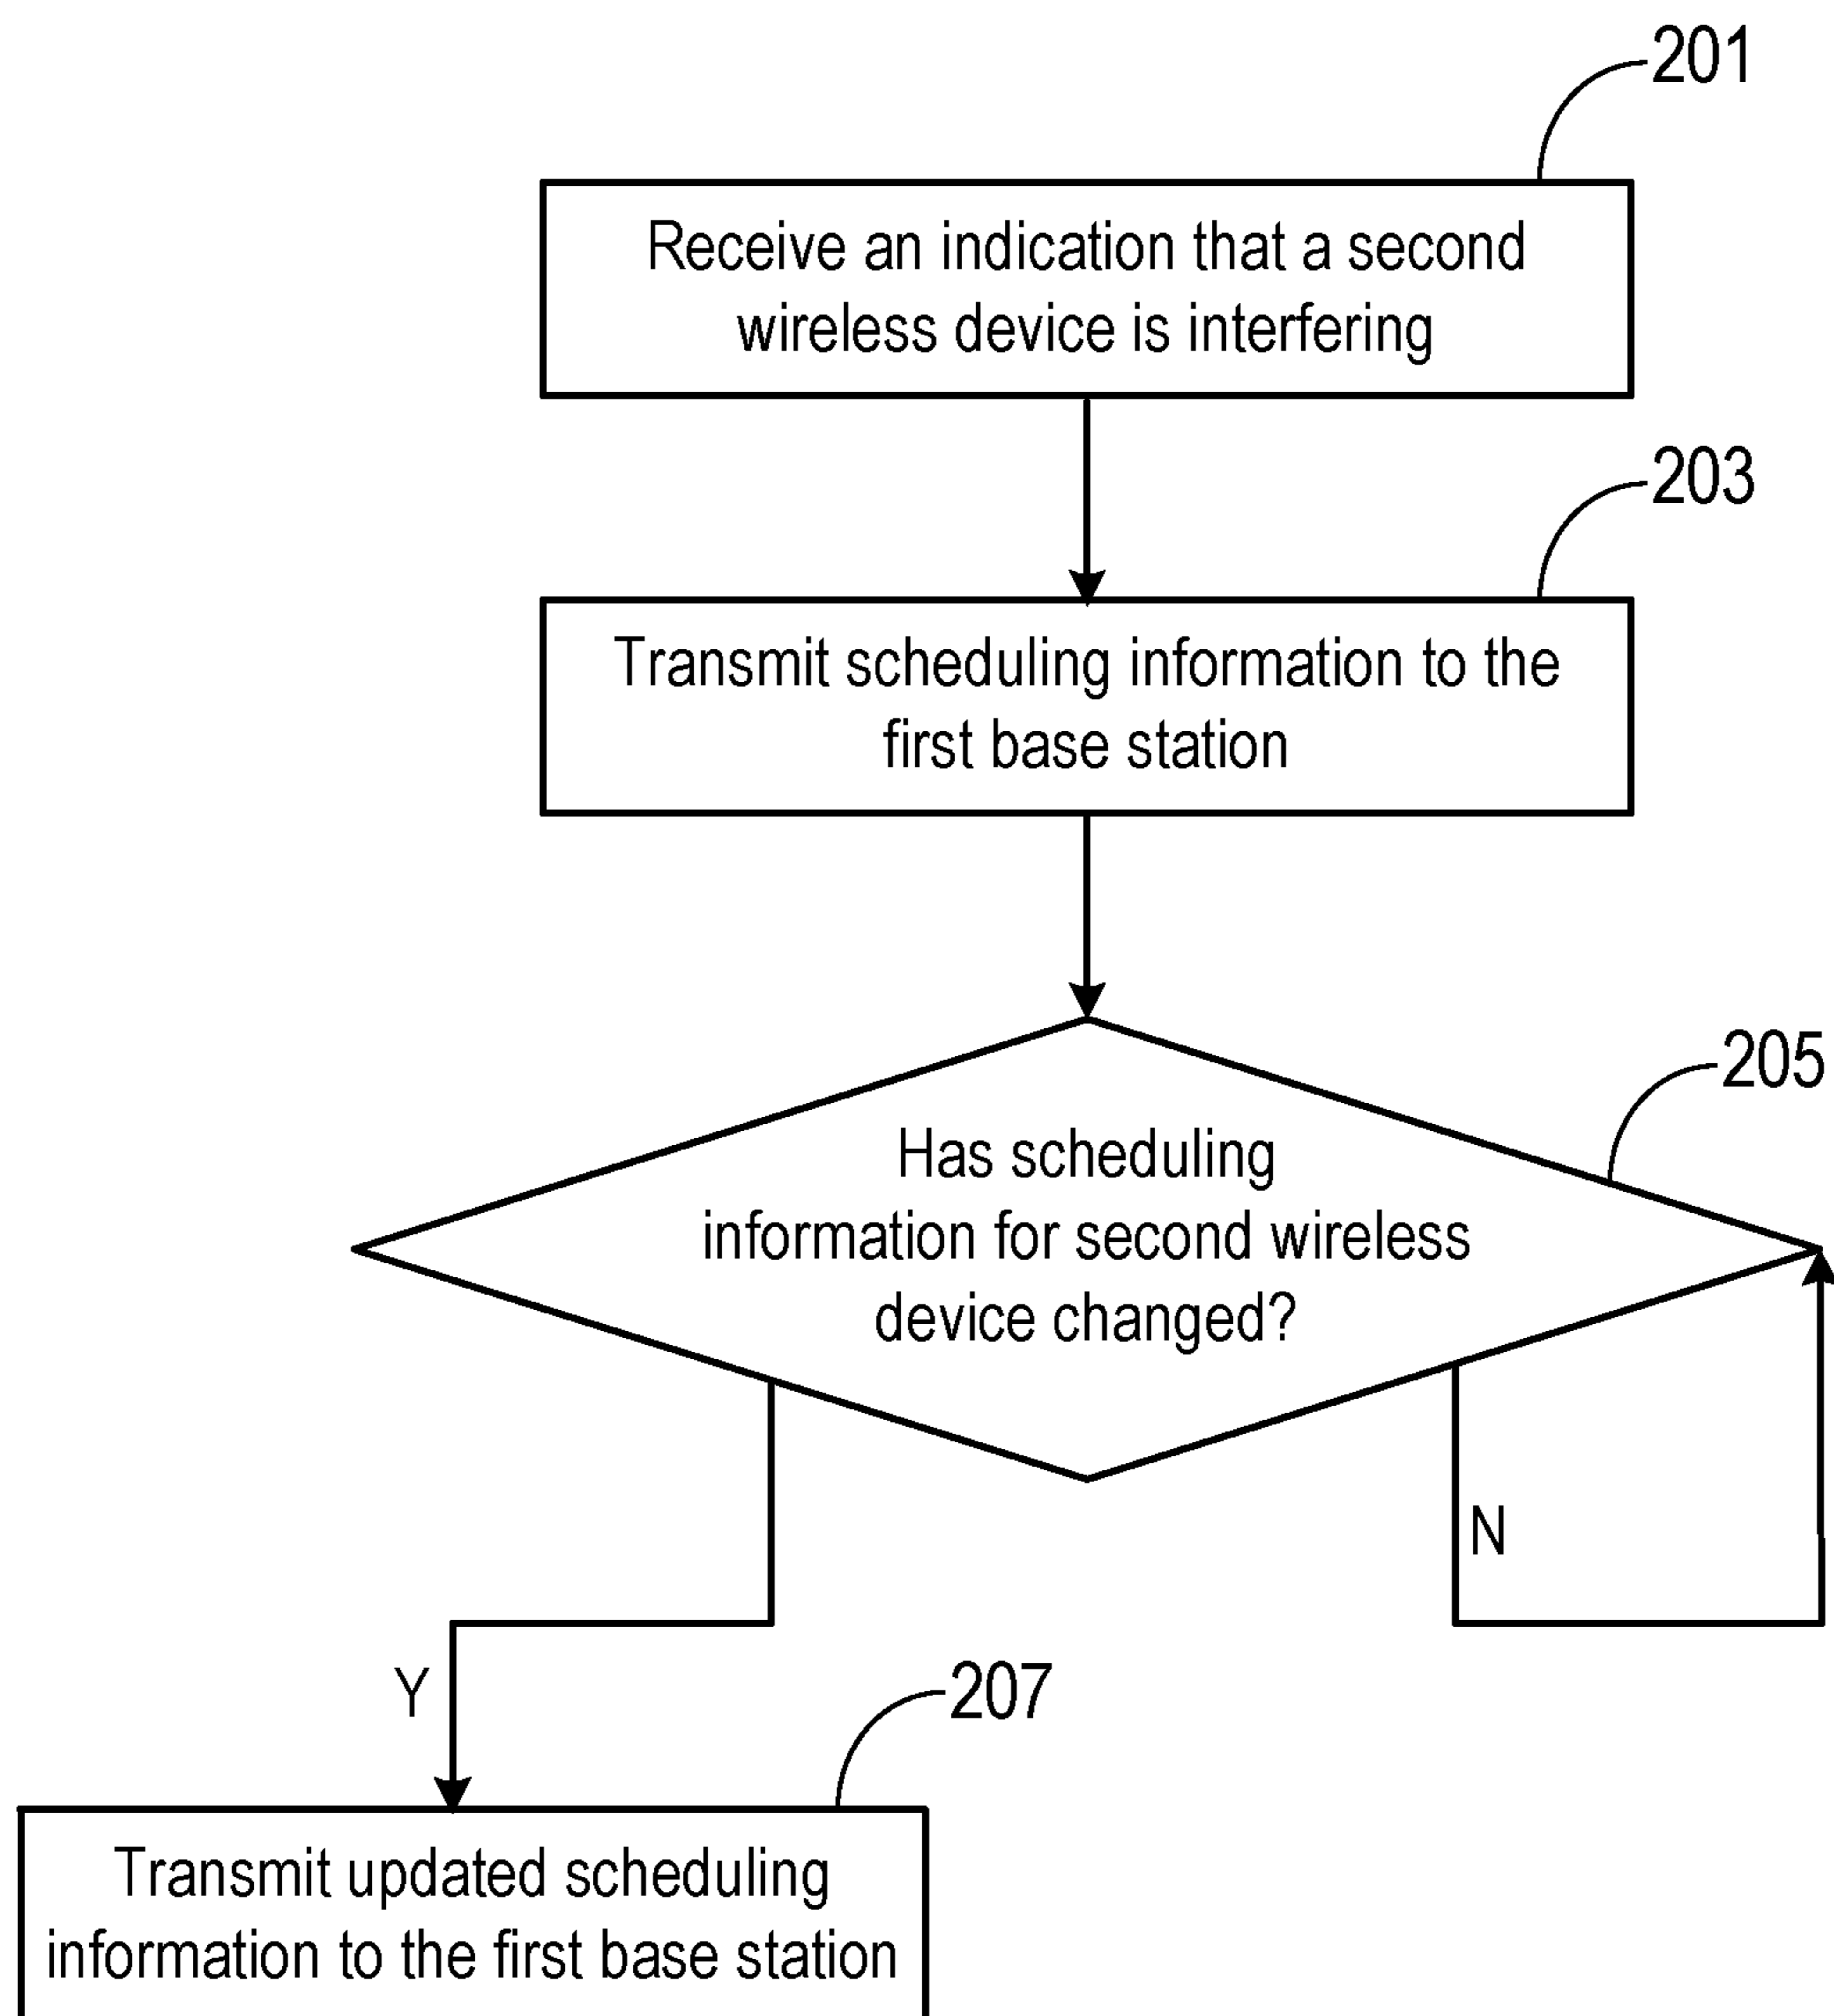 201
Receive an indication that a second
wireless device is interfering
203
Transmit scheduling information to the
first base station
205
Has scheduling
information for second wireless
device changed?
N
Y
207
Transmit updated scheduling
information to the first base station